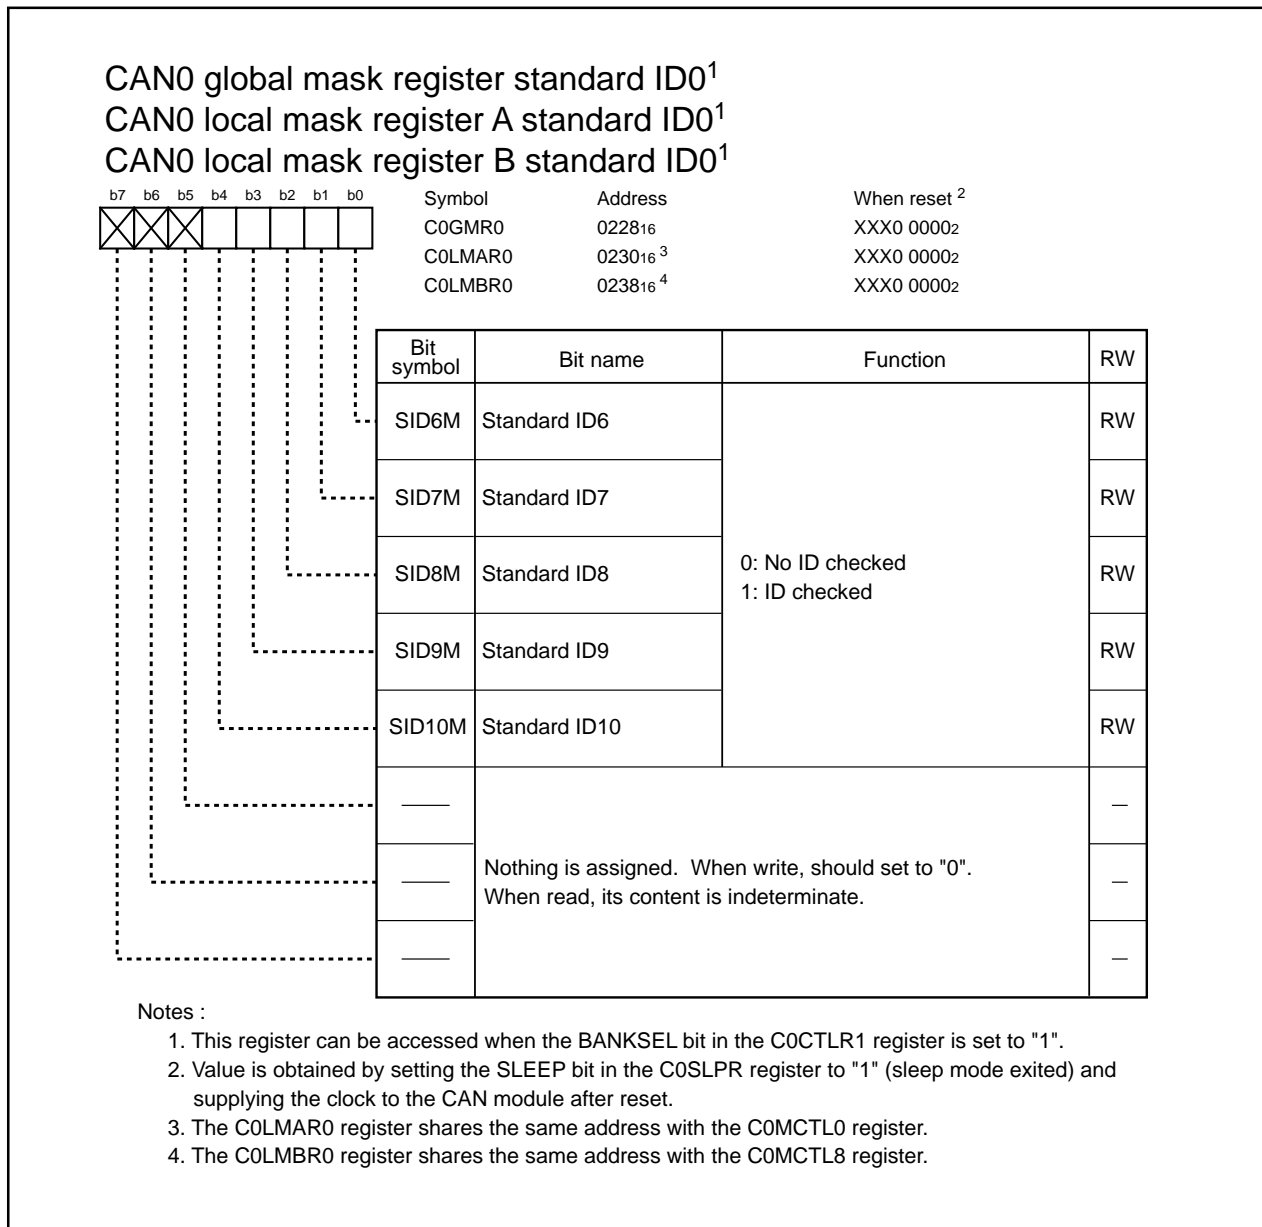 CAN0 global mask register standard ID0¹
CAN0 local mask register A standard ID0¹
CAN0 local mask register B standard ID0¹
b7 b6 b5 b4 b3 b2 b1 b0
Symbol Address When reset ²
C0GMR0 0228₁₆ XXX0 0000₂
C0LMAR0 0230₁₆ ³ XXX0 0000₂
C0LMBR0 0238₁₆ ⁴ XXX0 0000₂
Bit symbol Bit name Function RW
SID6M Standard ID6 RW
SID7M Standard ID7 RW
SID8M Standard ID8 RW
0: No ID checked
1: ID checked
SID9M Standard ID9 RW
SID10M Standard ID10 RW
—— –
—— –
Nothing is assigned. When write, should set to "0".
When read, its content is indeterminate.
—— –
Notes :
1. This register can be accessed when the BANKSEL bit in the C0CTLR1 register is set to "1".
2. Value is obtained by setting the SLEEP bit in the C0SLPR register to "1" (sleep mode exited) and
supplying the clock to the CAN module after reset.
3. The C0LMAR0 register shares the same address with the C0MCTL0 register.
4. The C0LMBR0 register shares the same address with the C0MCTL8 register.